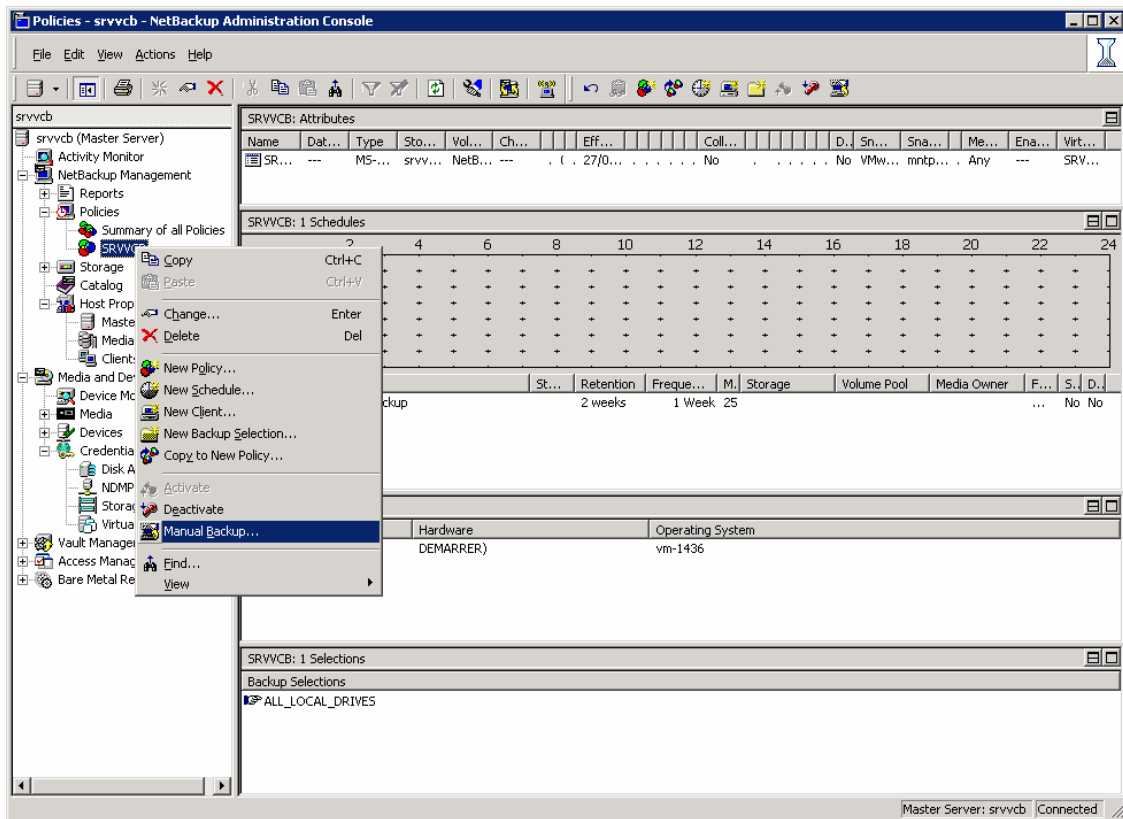 Policies - srvvcb - NetBackup Administration Console
File Edit View Actions Help
srvvcb
srvvcb (Master Server)
Activity Monitor
NetBackup Management
Reports
Policies
Summary of all Policies
SRVVCB
Storage
Catalog
Host Prop
Maste
Media
Client
Media and De
Device Mo
Media
Devices
Credentia
Disk A
NDMP
Storag
Virtua
Vault Manage
Access Manag
Bare Metal Re
Copy Ctrl+C
Paste Ctrl+V
Change... Enter
Delete Del
New Policy...
New Schedule...
New Client...
New Backup Selection...
Copy to New Policy...
Activate
Deactivate
Manual Backup...
Find...
View
SRVVCB: Attributes
Name Dat... Type Sto... Vol... Ch... Eff... Coll... D... Sn... Sna... Me... Ena... Virt...
SR... --- MS-... srvv... NetB... --- . ( . 27/0... . . . . . No . . . . . No VMw... mntp... . Any --- SRV...
SRVVCB: 1 Schedules
2 4 6 8 10 12 14 16 18 20 22 24
St... Retention Freque... M. Storage Volume Pool Media Owner F... S... D...
ckup 2 weeks 1 Week 25 ... No No
Hardware Operating System
DEMARRER) vm-1436
SRVVCB: 1 Selections
Backup Selections
ALL_LOCAL_DRIVES
Master Server: srvvcb Connected